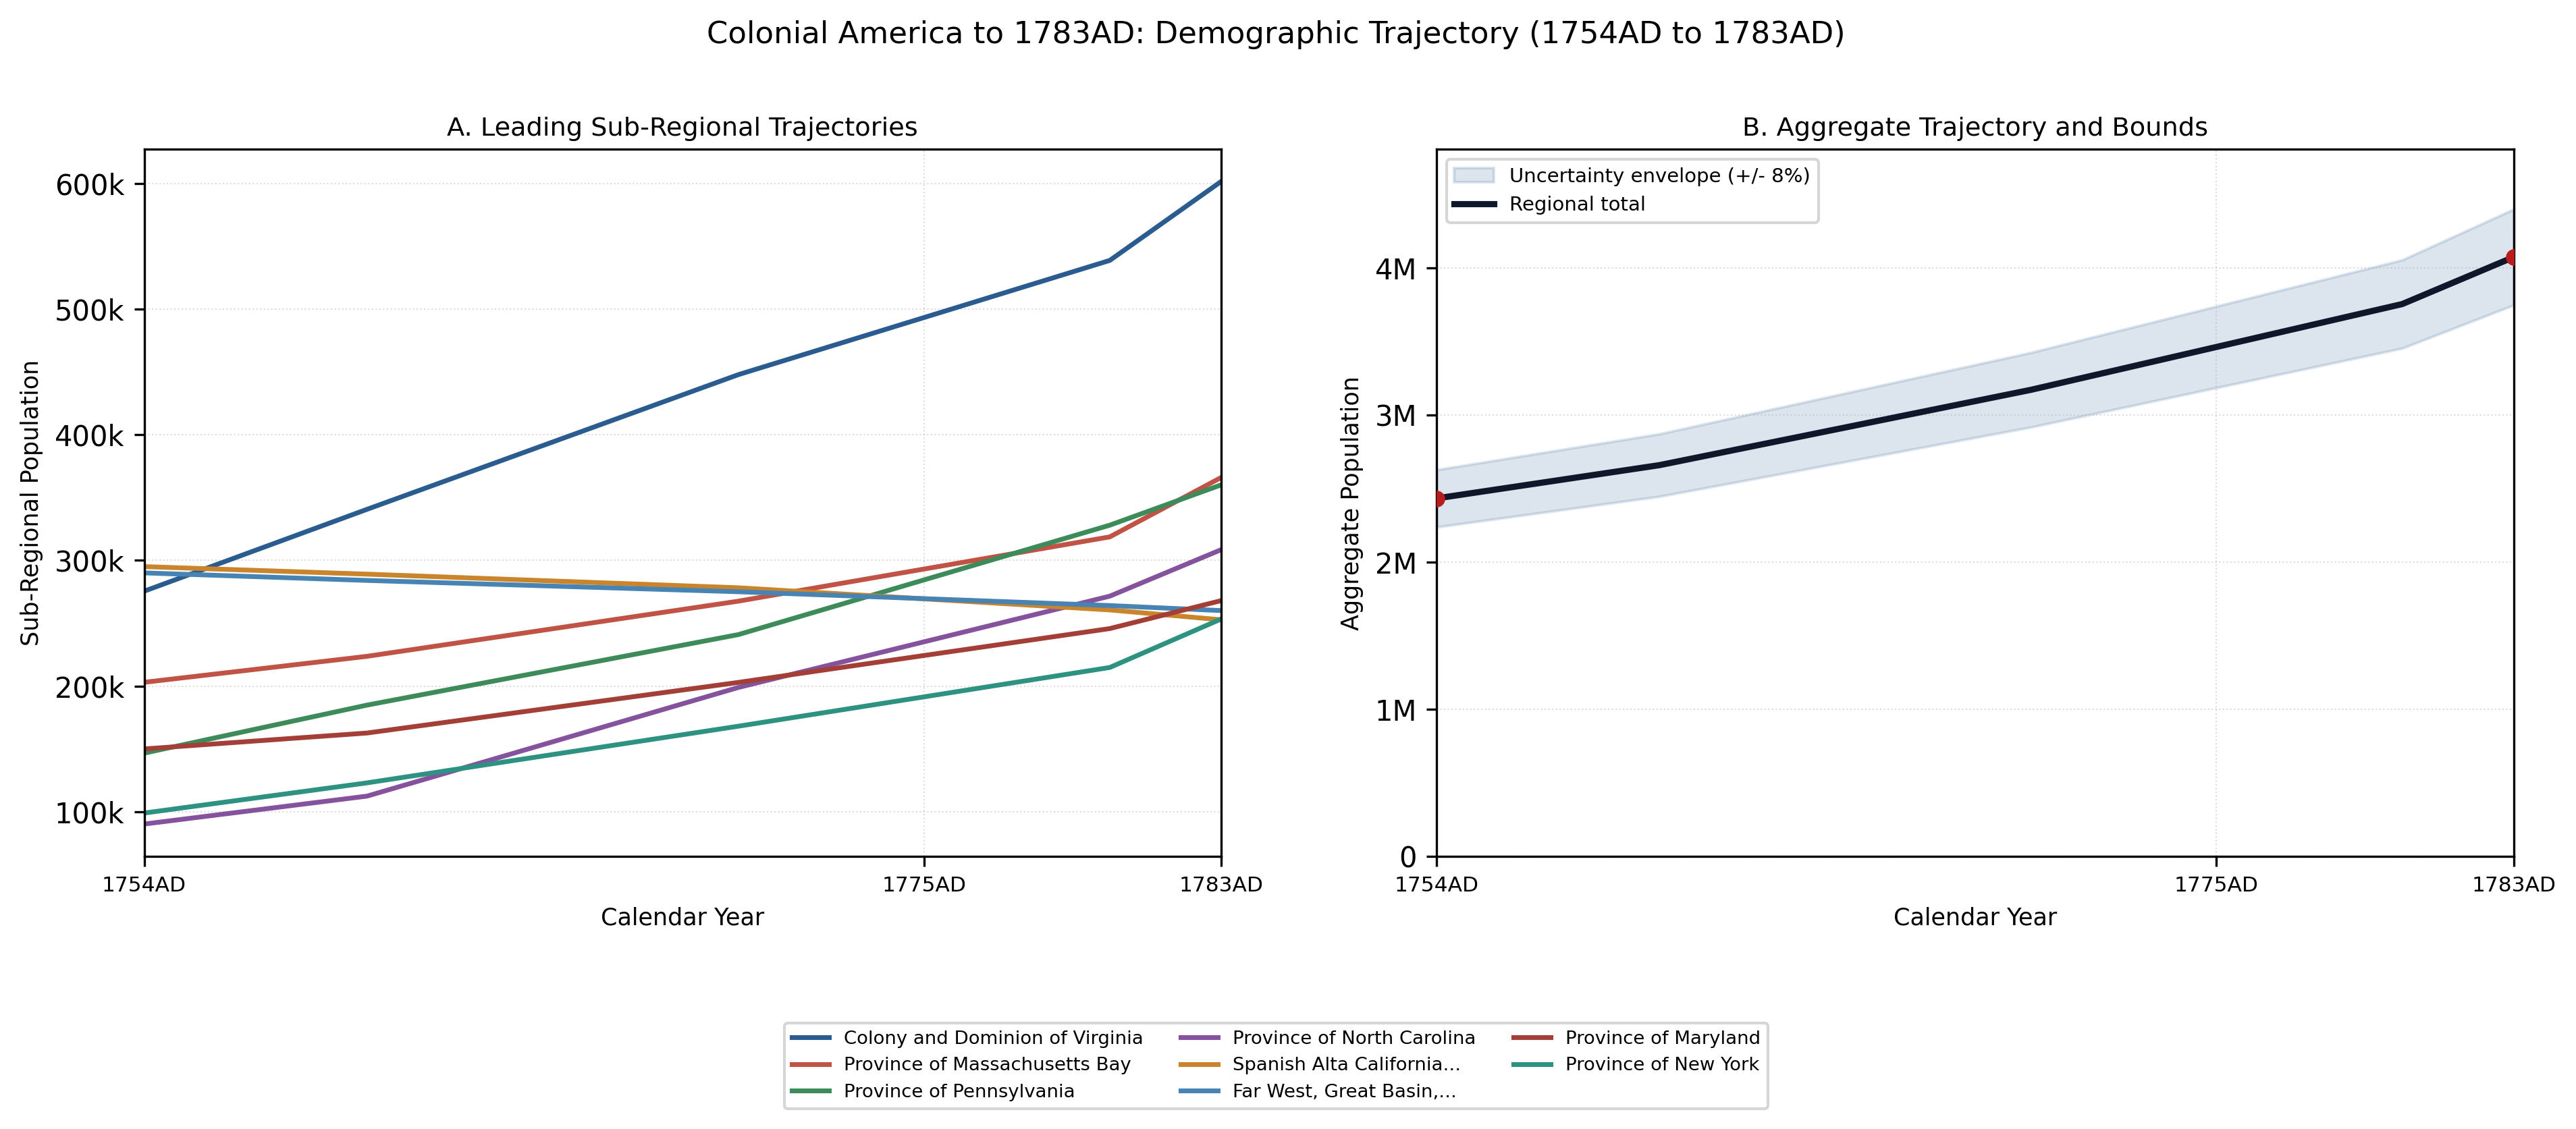 Colonial America to 1783AD: Demographic Trajectory (1754AD to 1783AD)
A. Leading Sub-Regional Trajectories
Sub-Regional Population
600k
500k
400k
300k
200k
100k
1754AD
1775AD
1783AD
Calendar Year
B. Aggregate Trajectory and Bounds
Uncertainty envelope (+/- 8%)
Regional total
Aggregate Population
4M
3M
2M
1M
0
1754AD
1775AD
1783AD
Calendar Year
Colony and Dominion of Virginia
Province of Massachusetts Bay
Province of Pennsylvania
Province of North Carolina
Spanish Alta California...
Far West, Great Basin,...
Province of Maryland
Province of New York